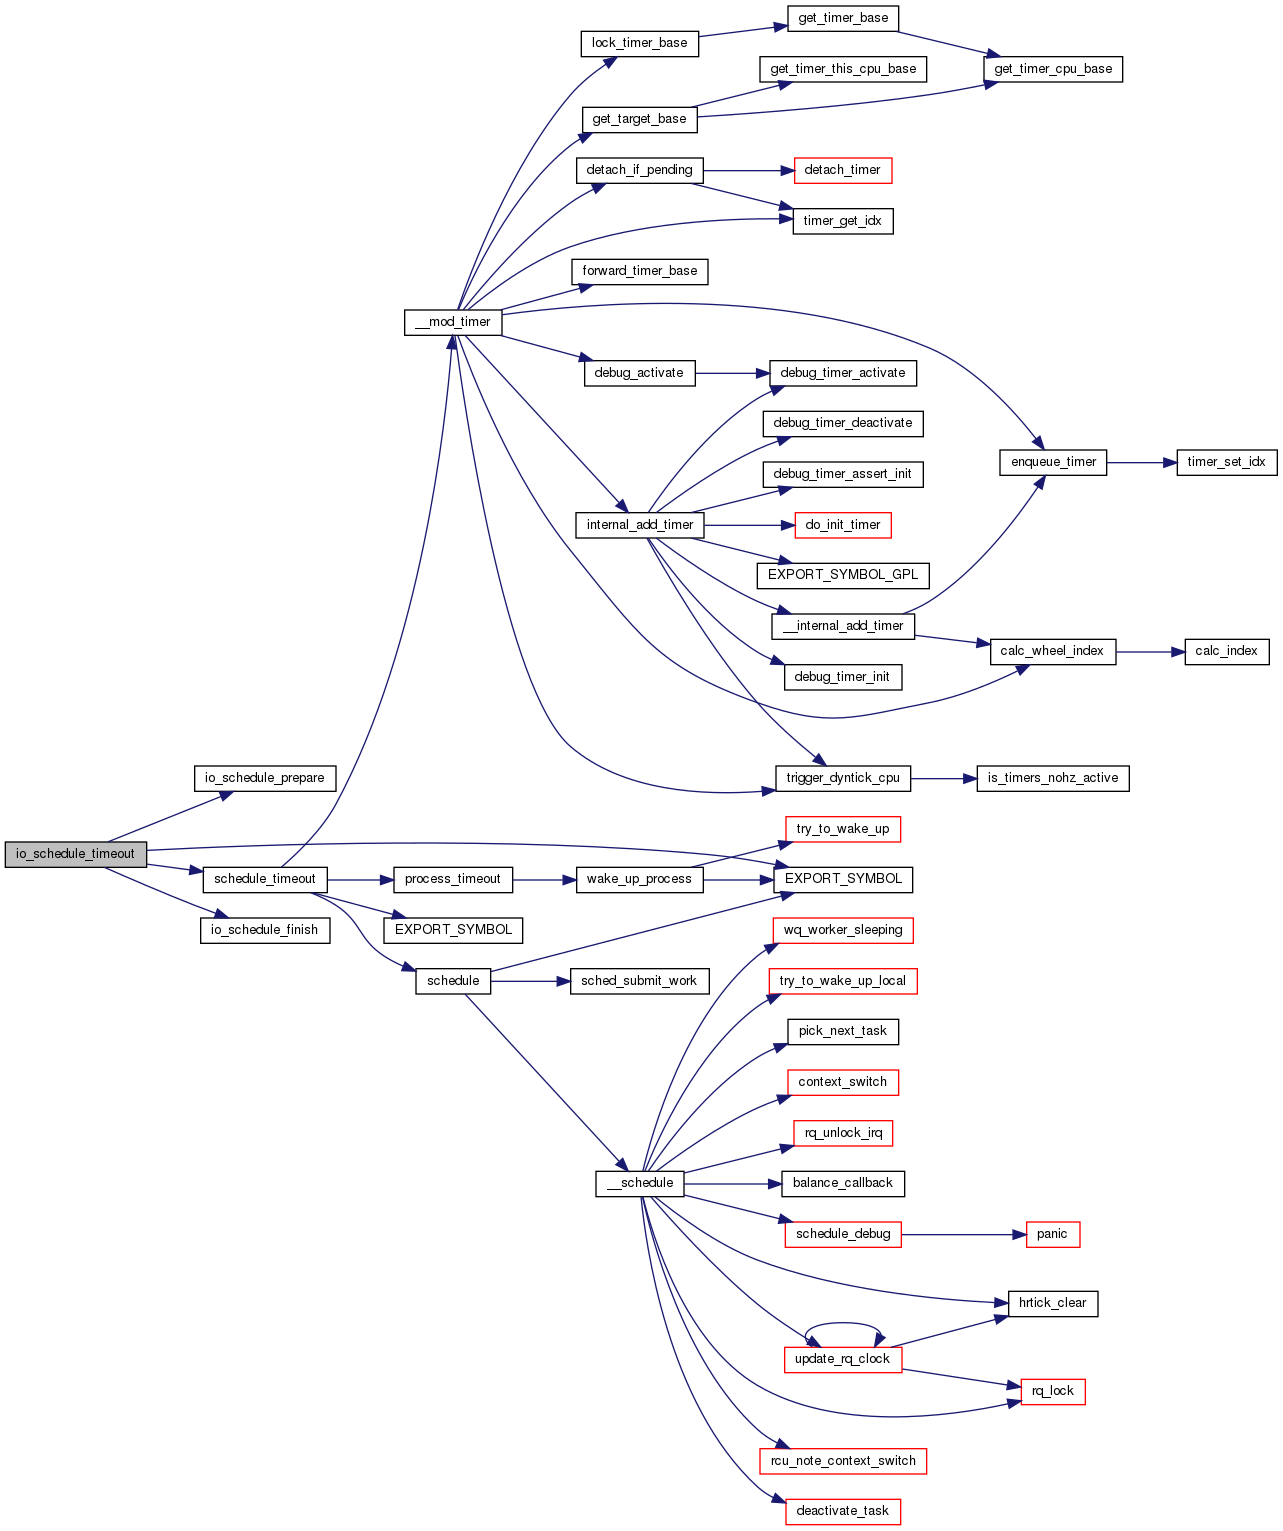 get_timer_base
lock_timer_base
get_timer_this_cpu_base
get_timer_cpu_base
get_target_base
detach_if_pending
detach_timer
timer_get_idx
forward_timer_base
__mod_timer
debug_activate
debug_timer_activate
debug_timer_deactivate
enqueue_timer
timer_set_idx
debug_timer_assert_init
internal_add_timer
do_init_timer
EXPORT_SYMBOL_GPL
__internal_add_timer
calc_wheel_index
calc_index
debug_timer_init
io_schedule_prepare
trigger_dyntick_cpu
is_timers_nohz_active
try_to_wake_up
io_schedule_timeout
schedule_timeout
process_timeout
wake_up_process
EXPORT_SYMBOL
io_schedule_finish
EXPORT_SYMBOL
wq_worker_sleeping
schedule
sched_submit_work
try_to_wake_up_local
pick_next_task
context_switch
rq_unlock_irq
__schedule
balance_callback
schedule_debug
panic
hrtick_clear
update_rq_clock
rq_lock
rcu_note_context_switch
deactivate_task